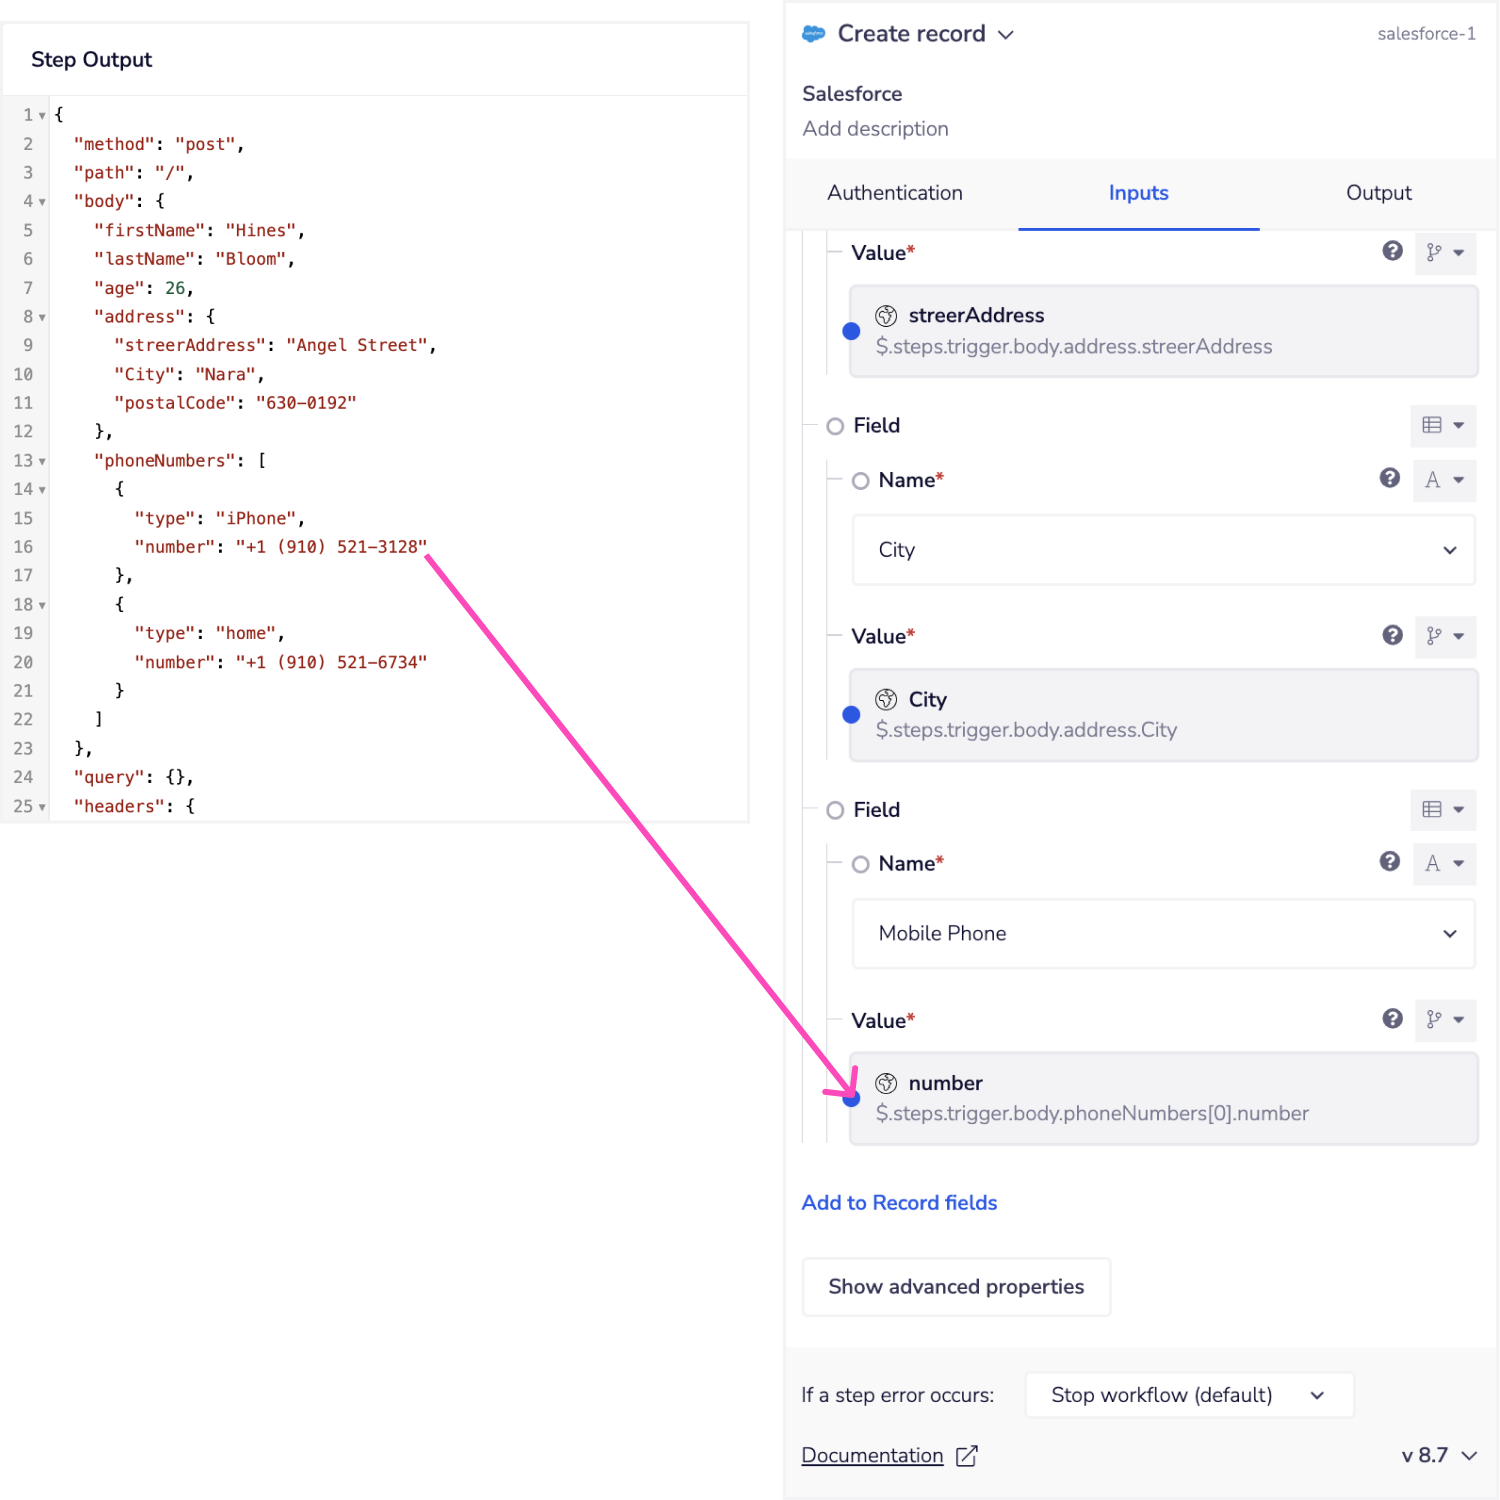 Step Output
1 {
2 "method": "post",
3 "path": "/",
4 "body": {
5 "firstName": "Hines",
6 "lastName": "Bloom",
7 "age": 26,
8 "address": {
9 "streerAddress": "Angel Street",
10 "City": "Nara",
11 "postalCode": "630-0192"
12 },
13 "phoneNumbers": [
14 {
15 "type": "iPhone",
16 "number": "+1 (910) 521-3128"
17 },
18 {
19 "type": "home",
20 "number": "+1 (910) 521-6734"
21 }
22 ]
23 },
24 "query": {},
25 "headers": {
Create record
salesforce-1
Salesforce
Add description
Authentication Inputs Output
Value*
streerAddress
$.steps.trigger.body.address.streerAddress
Field
Name*
A
City
Value*
City
$.steps.trigger.body.address.City
Field
Name*
A
Mobile Phone
Value*
number
$.steps.trigger.body.phoneNumbers[0].number
Add to Record fields
Show advanced properties
If a step error occurs: Stop workflow (default)
Documentation
v 8.7